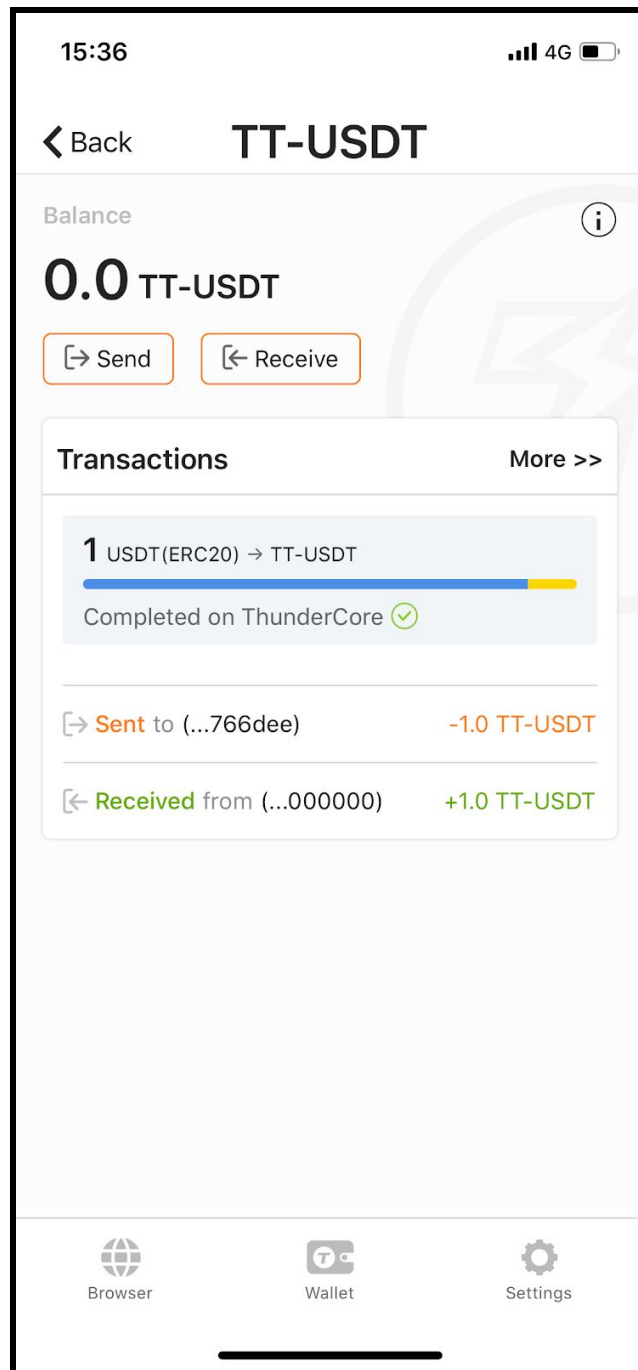 15:36 4G
Back TT-USDT
Balance
0.0 TT-USDT
Send Receive
Transactions More >>
1 USDT(ERC20) → TT-USDT
Completed on ThunderCore
Sent to (...766dee) -1.0 TT-USDT
Received from (...000000) +1.0 TT-USDT
Browser Wallet Settings